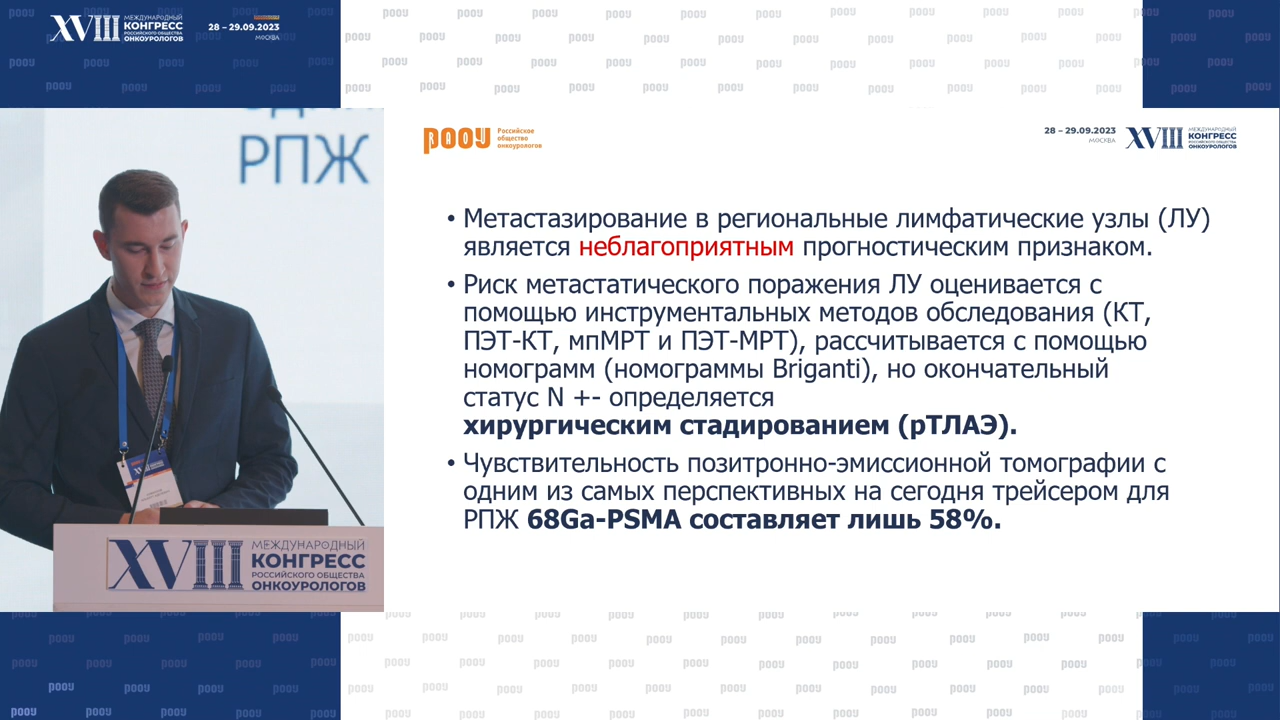 XVIII МЕЖДУНАРОДНЫЙ
КОНГРЕСС
РОССИЙСКОГО ОБЩЕСТВА
ОНКОУРОЛОГОВ
28 – 29.09.2023
МОСКВА
РПЖ
РООУ Российское
общество
онкоурологов
28 – 29.09.2023
МОСКВА
XVIII МЕЖДУНАРОДНЫЙ
КОНГРЕСС
РОССИЙСКОГО ОБЩЕСТВА
ОНКОУРОЛОГОВ
• Метастазирование в региональные лимфатические узлы (ЛУ)
является неблагоприятным прогностическим признаком.
• Риск метастатического поражения ЛУ оценивается с
помощью инструментальных методов обследования (КТ,
ПЭТ-КТ, мпМРТ и ПЭТ-МРТ), рассчитывается с помощью
номограмм (номограммы Briganti), но окончательный
статус N +- определяется
хирургическим стадированием (рТЛАЭ).
• Чувствительность позитронно-эмиссионной томографии с
одним из самых перспективных на сегодня трейсером для
РПЖ 68Ga-PSMA составляет лишь 58%.
XVIII МЕЖДУНАРОДНЫЙ
КОНГРЕСС
РОССИЙСКОГО ОБЩЕСТВА
ОНКОУРОЛОГОВ